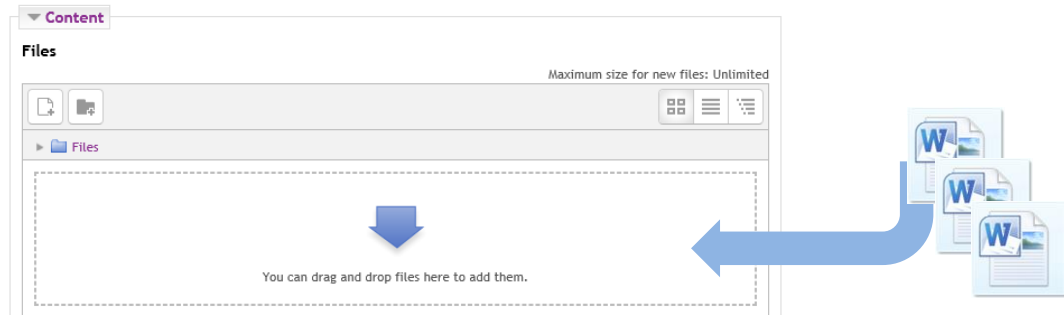 Content
Files
Maximum size for new files: Unlimited
Files
You can drag and drop files here to add them.
W
W
W